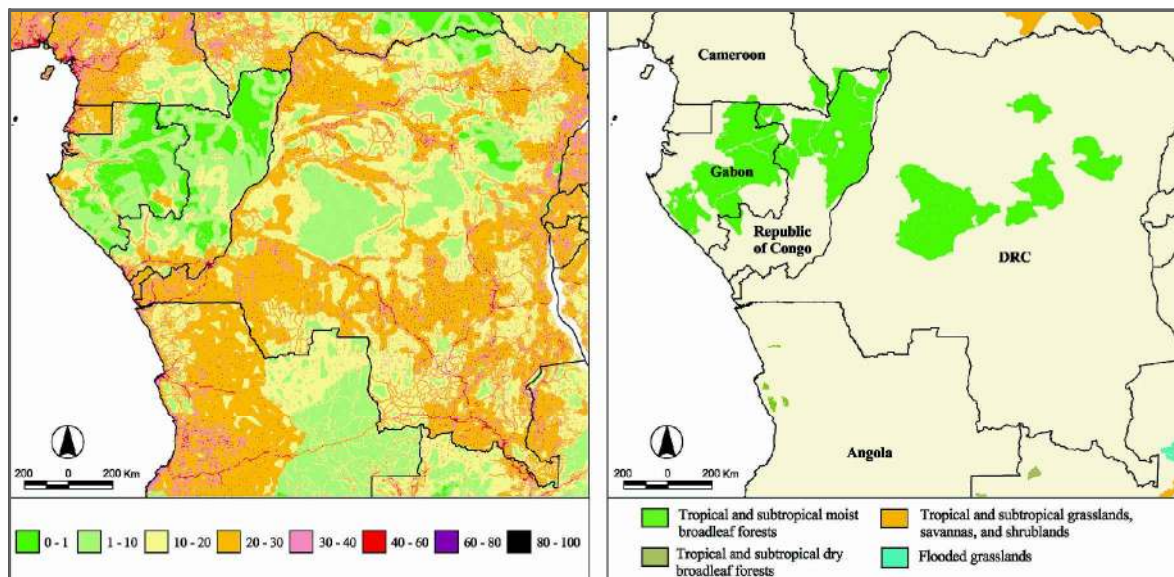 200 0 200 Km
0 - 1 1 - 10 10 - 20 20 - 30 30 - 40 40 - 60 60 - 80 80 - 100
Cameroon
Gabon
Republic
of Congo
DRC
Angola
200 0 200 Km
Tropical and subtropical moist
broadleaf forests
Tropical and subtropical dry
broadleaf forests
Tropical and subtropical grasslands,
savannas, and shrublands
Flooded grasslands